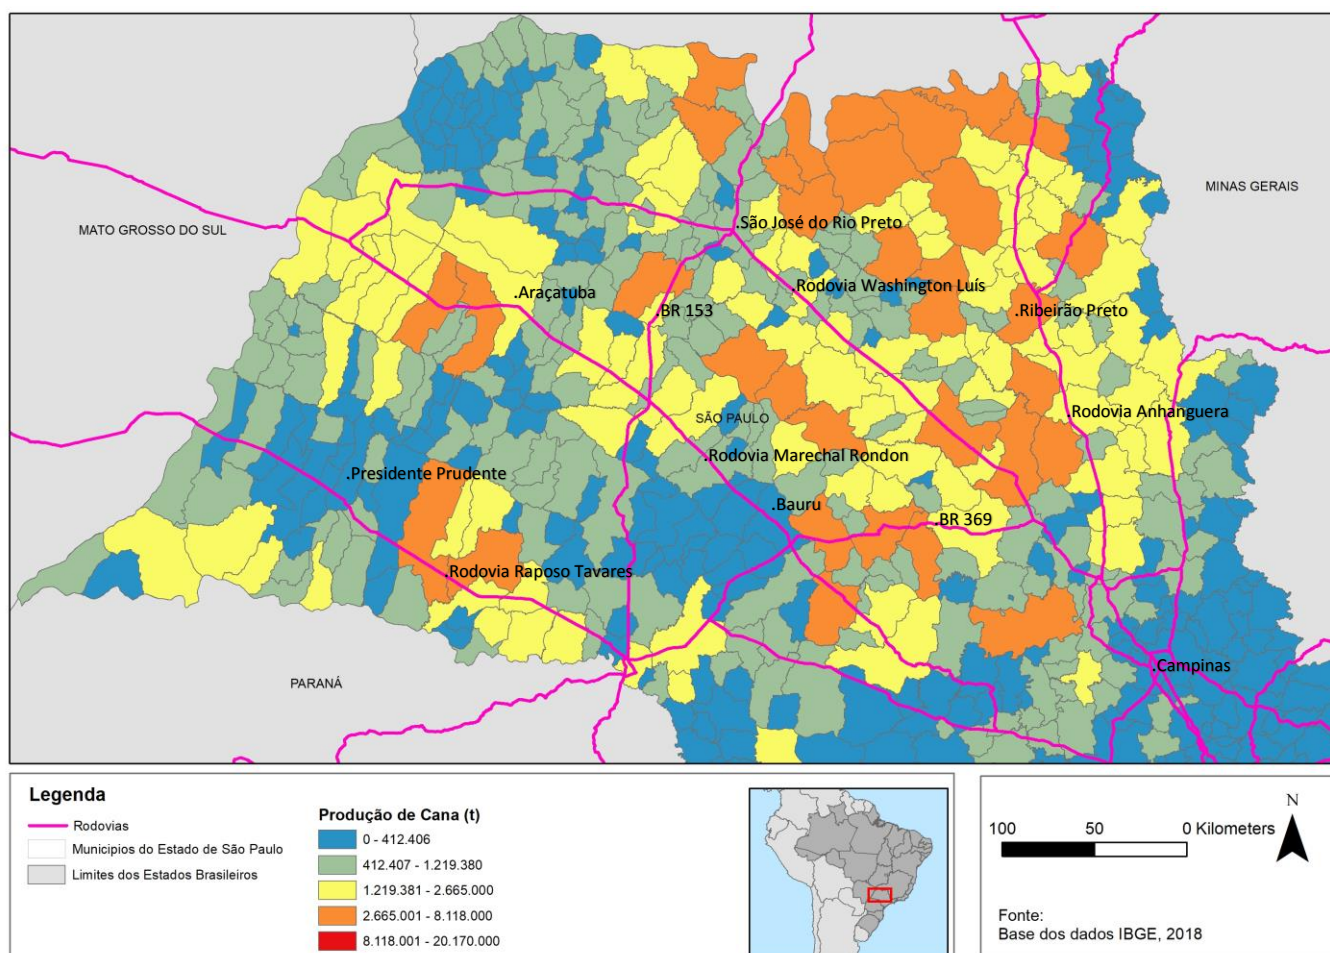 MINAS GERAIS
MATO GROSSO DO SUL
.São José do Rio Preto
.Araçatuba
.Rodovia Washington Luís
.BR 153
.Ribeirão Preto
SÃO PAULO
.Rodovia Anhanguera
.Rodovia Marechal Rondon
.Presidente Prudente
.Bauru
.BR 369
.Rodovia Raposo Tavares
.Campinas
PARANÁ
Legenda
Rodovias
Municipios do Estado de São Paulo
Limites dos Estados Brasileiros
Produção de Cana (t)
0 - 412.406
412.407 - 1.219.380
1.219.381 - 2.665.000
2.665.001 - 8.118.000
8.118.001 - 20.170.000
N
100 50 0 Kilometers
Fonte:
Base dos dados IBGE, 2018